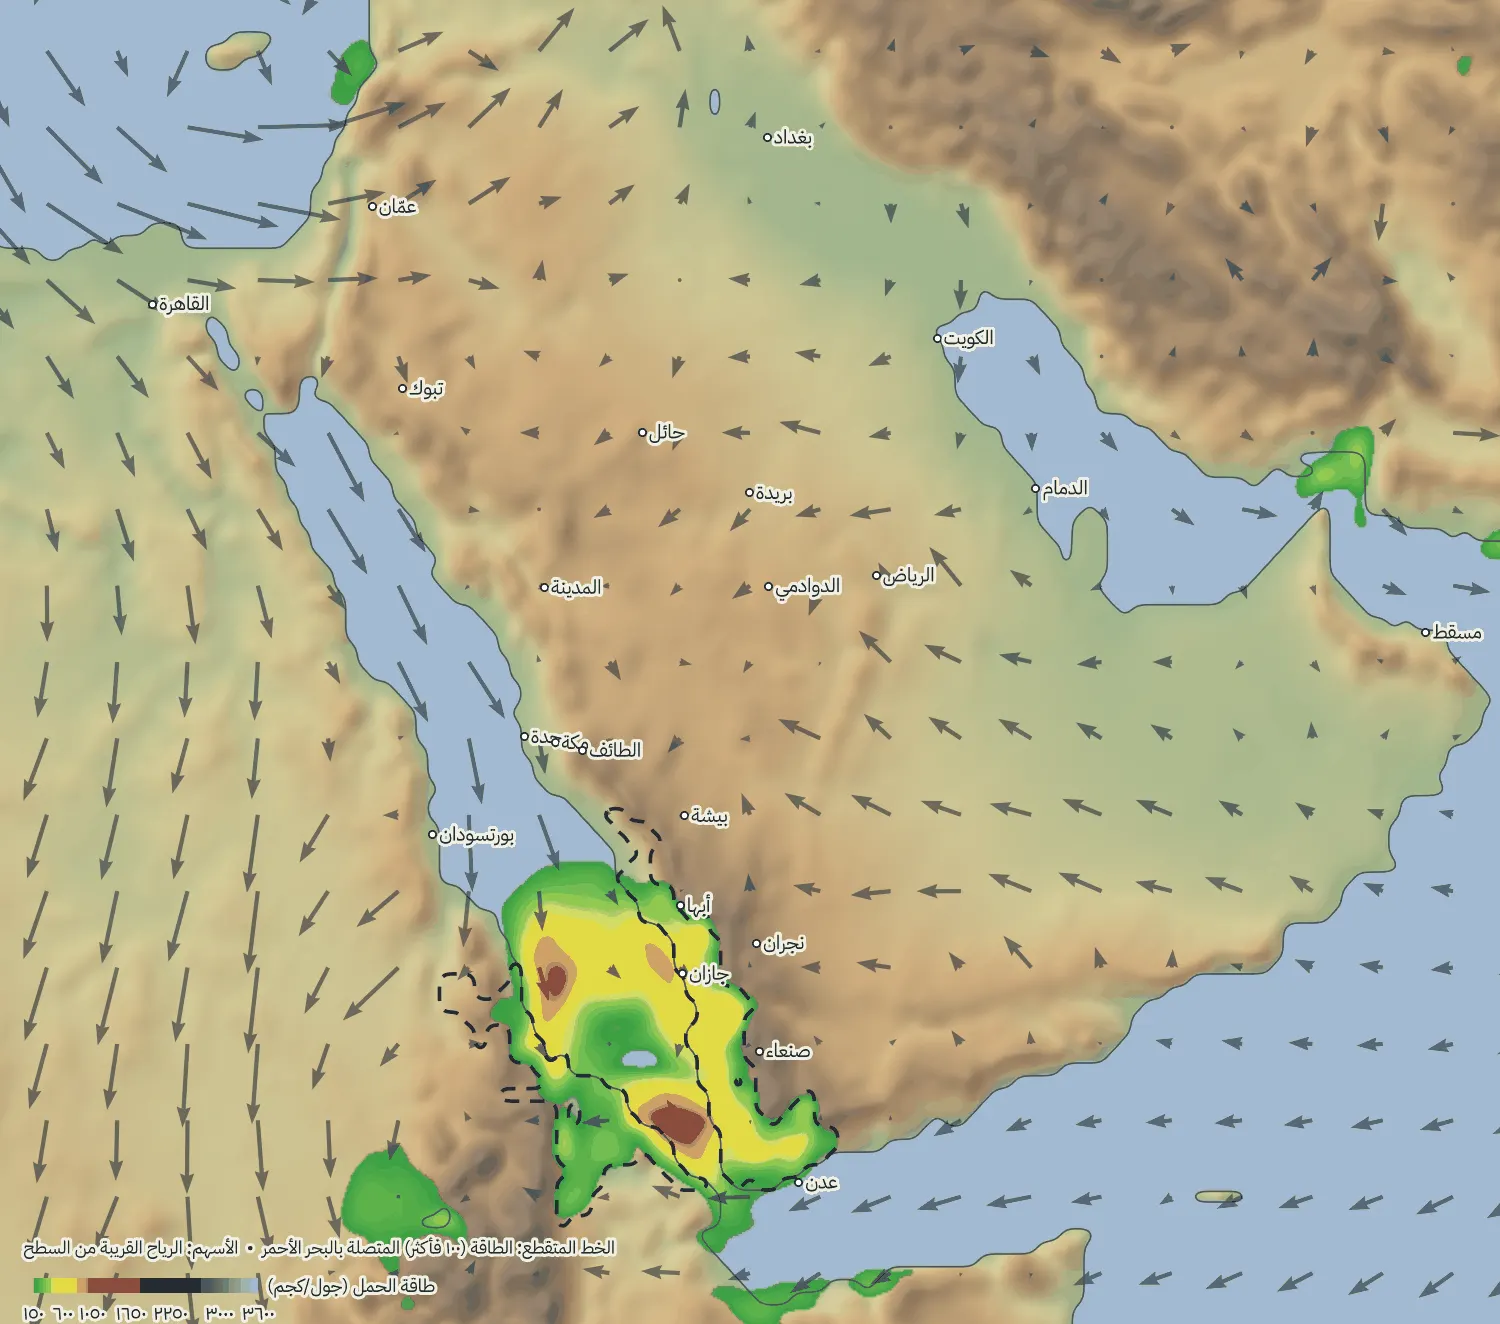 بغداد
عمّان
القاهرة
الكويت
تبوك
حائل
الدمام
بريدة
الرياض
الدوادمي
المدينة
مسقط
جدة
مكة
الطائف
بيشة
بورتسودان
أبها
نجران
جازان
صنعاء
عدن
الخط المتقطع: الطاقة (١٠٠ فأكثر) المتصلة بالبحر الأحمر • الأسهم: الرياح القريبة من السطح
طاقة الحمل (جول/كجم)
١٥٠ ٦٠٠ ١٠٥٠ ١٦٥٠ ٢٢٥٠ ٣٠٠٠ ٣٦٠٠